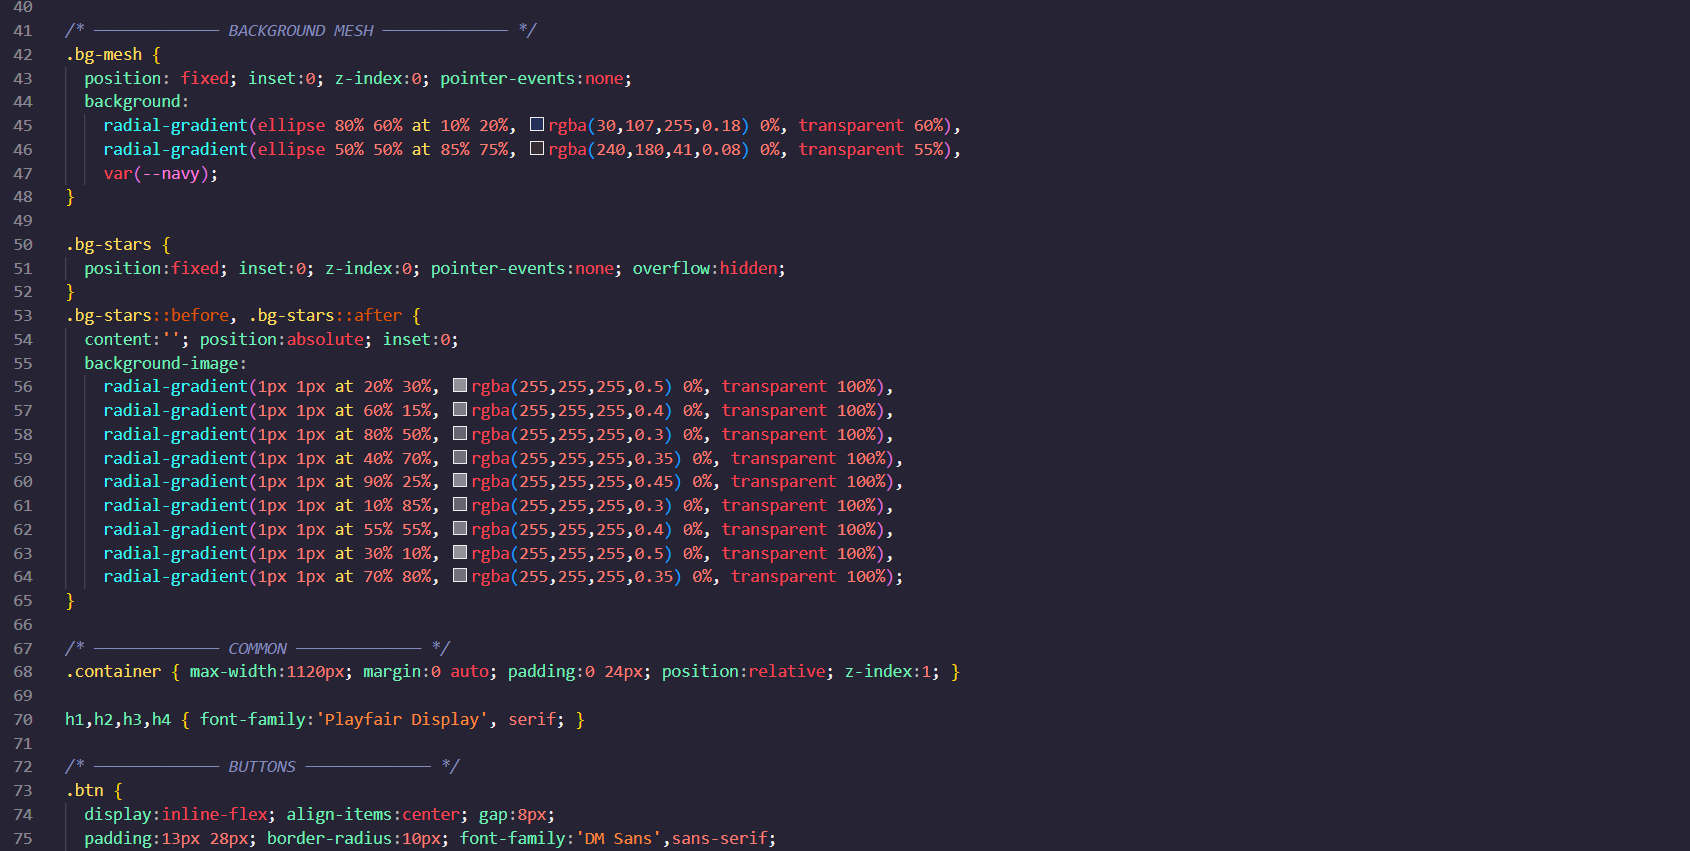 40
41 /* ───────────── BACKGROUND MESH ───────────── */
42 .bg-mesh {
43 position: fixed; inset:0; z-index:0; pointer-events:none;
44 background:
45 radial-gradient(ellipse 80% 60% at 10% 20%, rgba(30,107,255,0.18) 0%, transparent 60%),
46 radial-gradient(ellipse 50% 50% at 85% 75%, rgba(240,180,41,0.08) 0%, transparent 55%),
47 var(--navy);
48 }
49
50 .bg-stars {
51 position:fixed; inset:0; z-index:0; pointer-events:none; overflow:hidden;
52 }
53 .bg-stars::before, .bg-stars::after {
54 content:''; position:absolute; inset:0;
55 background-image:
56 radial-gradient(1px 1px at 20% 30%, rgba(255,255,255,0.5) 0%, transparent 100%),
57 radial-gradient(1px 1px at 60% 15%, rgba(255,255,255,0.4) 0%, transparent 100%),
58 radial-gradient(1px 1px at 80% 50%, rgba(255,255,255,0.3) 0%, transparent 100%),
59 radial-gradient(1px 1px at 40% 70%, rgba(255,255,255,0.35) 0%, transparent 100%),
60 radial-gradient(1px 1px at 90% 25%, rgba(255,255,255,0.45) 0%, transparent 100%),
61 radial-gradient(1px 1px at 10% 85%, rgba(255,255,255,0.3) 0%, transparent 100%),
62 radial-gradient(1px 1px at 55% 55%, rgba(255,255,255,0.4) 0%, transparent 100%),
63 radial-gradient(1px 1px at 30% 10%, rgba(255,255,255,0.5) 0%, transparent 100%),
64 radial-gradient(1px 1px at 70% 80%, rgba(255,255,255,0.35) 0%, transparent 100%);
65 }
66
67 /* ───────────── COMMON ───────────── */
68 .container { max-width:1120px; margin:0 auto; padding:0 24px; position:relative; z-index:1; }
69
70 h1,h2,h3,h4 { font-family:'Playfair Display', serif; }
71
72 /* ───────────── BUTTONS ───────────── */
73 .btn {
74 display:inline-flex; align-items:center; gap:8px;
75 padding:13px 28px; border-radius:10px; font-family:'DM Sans',sans-serif;